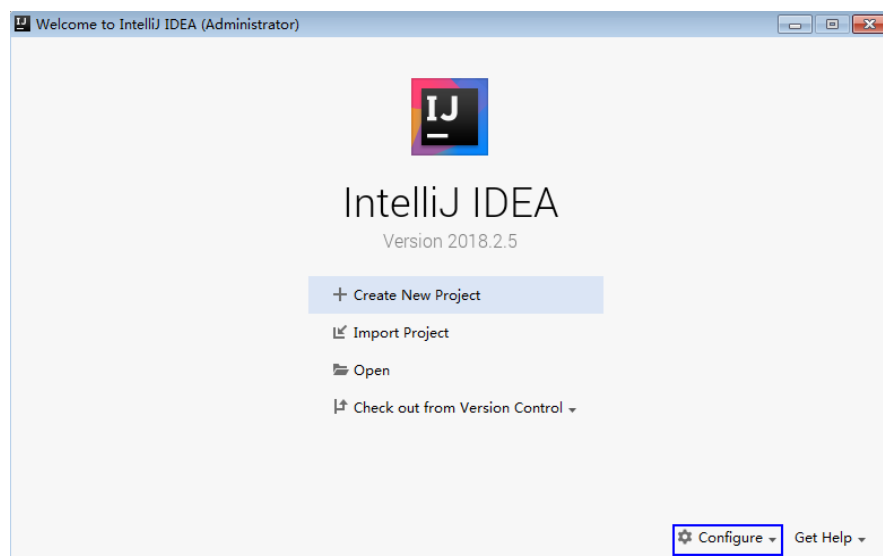 Welcome to IntelliJ IDEA (Administrator)
IJ
IntelliJ IDEA
Version 2018.2.5
Create New Project
Import Project
Open
Check out from Version Control
Configure Get Help